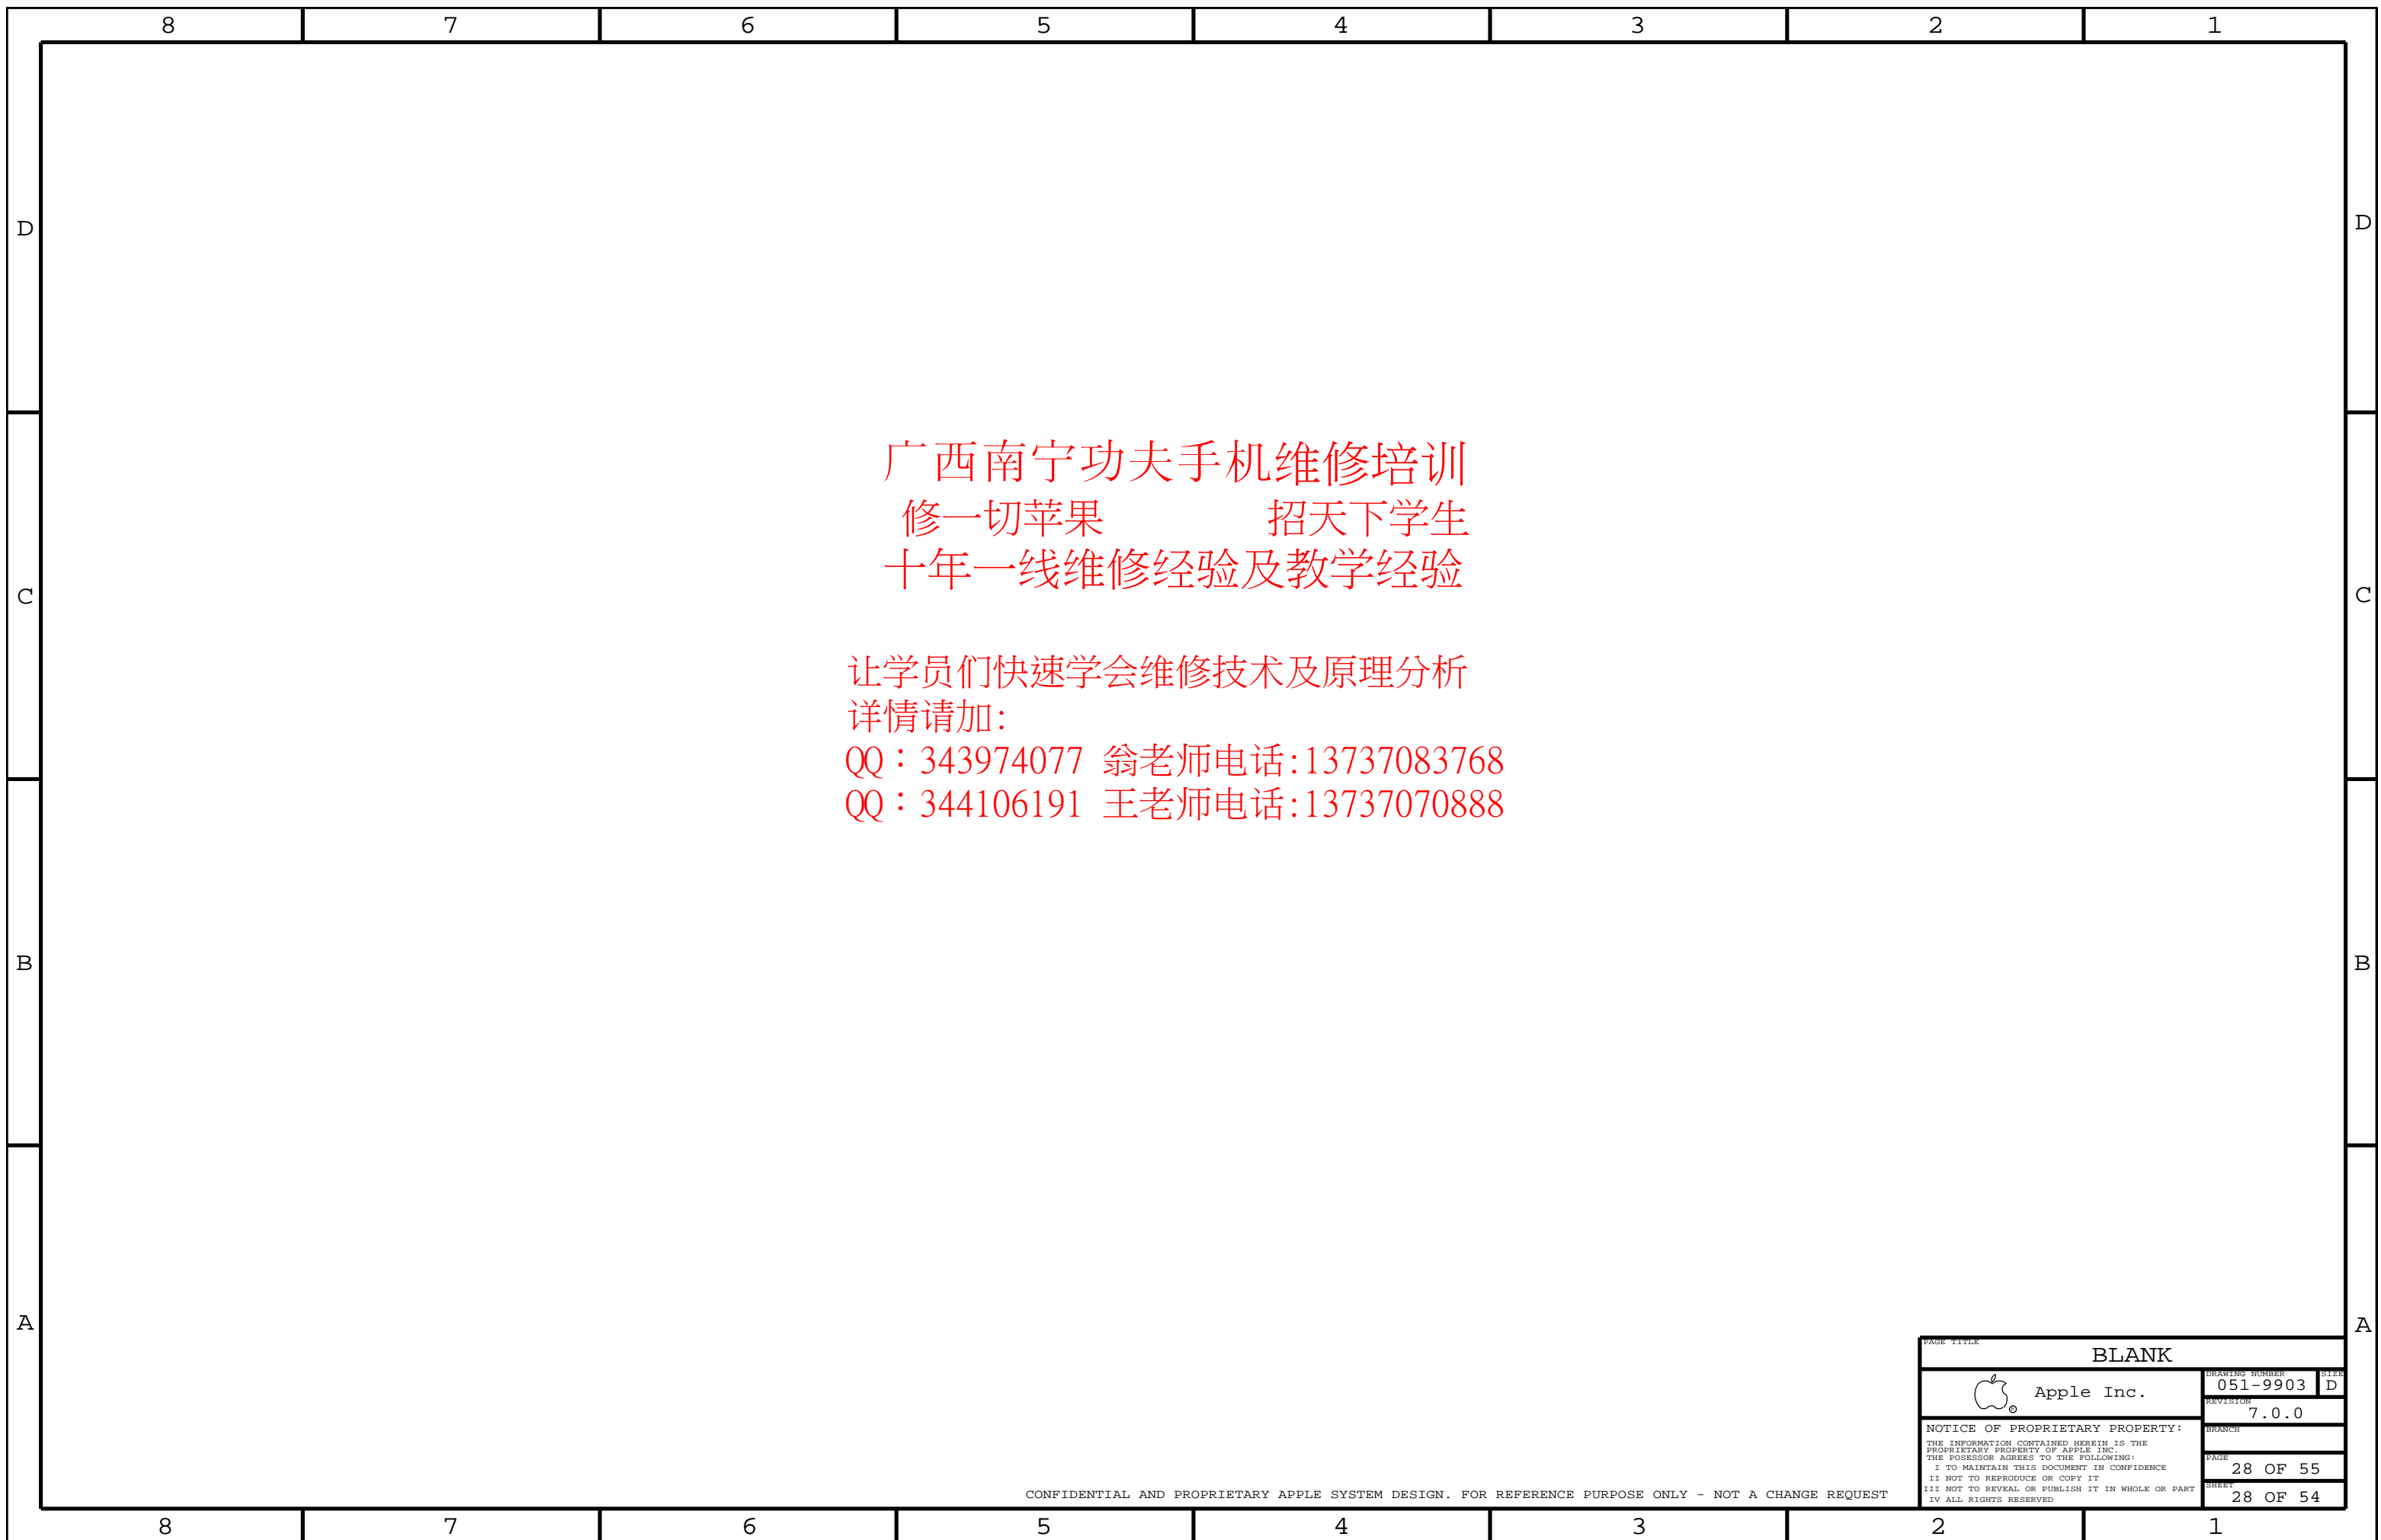 8 7 6 5 4 3 2 1
D D
广西南宁功夫手机维修培训
修一切苹果 招天下学生
十年一线维修经验及教学经验
C C
让学员们快速学会维修技术及原理分析
详情请加:
QQ：343974077 翁老师电话:13737083768
QQ：344106191 王老师电话:13737070888
B B
A A
PAGE TITLE
BLANK
Apple Inc.
®
DRAWING NUMBER
051-9903
SIZE
D
REVISION
7.0.0
NOTICE OF PROPRIETARY PROPERTY:
THE INFORMATION CONTAINED HEREIN IS THE
PROPRIETARY PROPERTY OF APPLE INC.
THE POSESSOR AGREES TO THE FOLLOWING:
I TO MAINTAIN THIS DOCUMENT IN CONFIDENCE
II NOT TO REPRODUCE OR COPY IT
III NOT TO REVEAL OR PUBLISH IT IN WHOLE OR PART
IV ALL RIGHTS RESERVED
BRANCH
PAGE
28 OF 55
SHEET
28 OF 54
CONFIDENTIAL AND PROPRIETARY APPLE SYSTEM DESIGN. FOR REFERENCE PURPOSE ONLY - NOT A CHANGE REQUEST
8 7 6 5 4 3 2 1